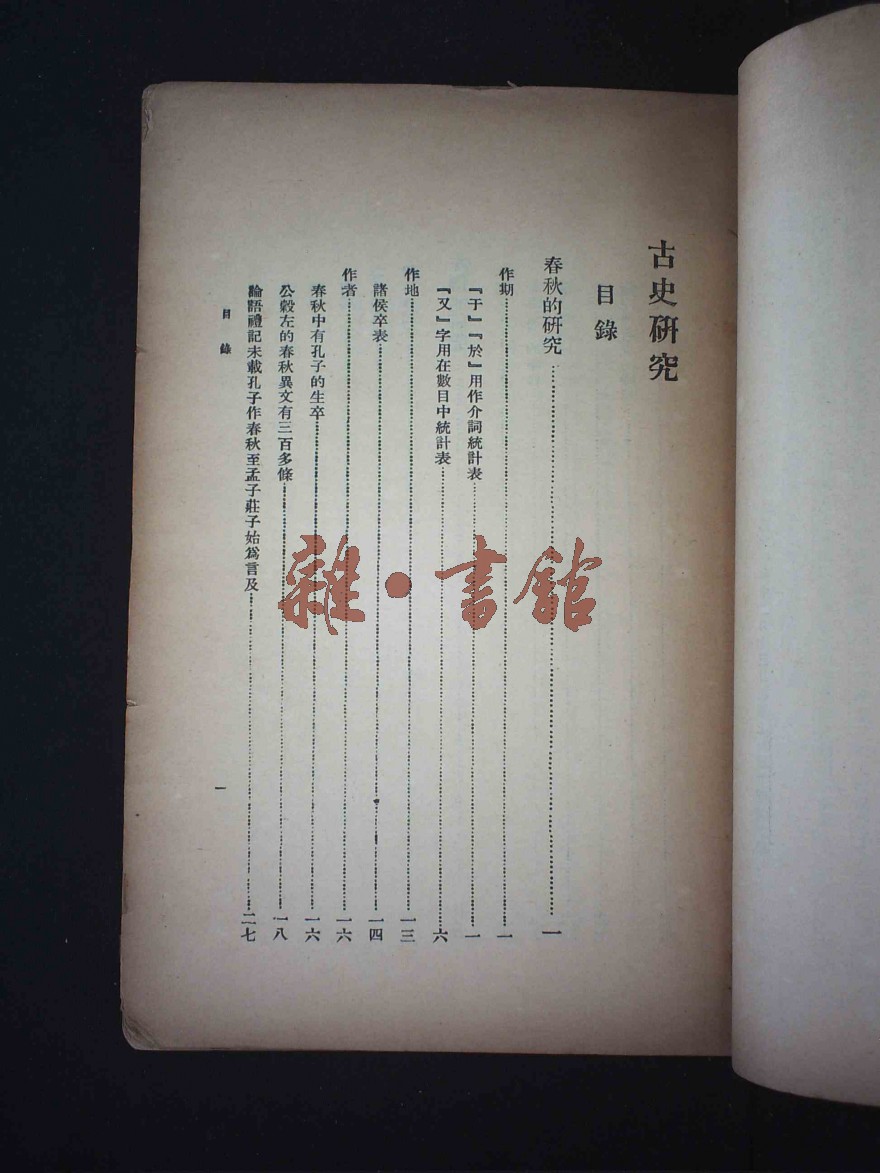 古史研究
目錄
春秋的研究……一
作期……一
『于』『於』用作介詞統計表……一
『又』字用在數目中統計表……六
作地……一三
諸侯卒表……一四
作者……一六
春秋中有孔子的生卒……一六
公穀左的春秋異文有三百多條……一八
論語禮記未載孔子作春秋至孟子莊子始爲言及……二七
目錄
一
雜·書館